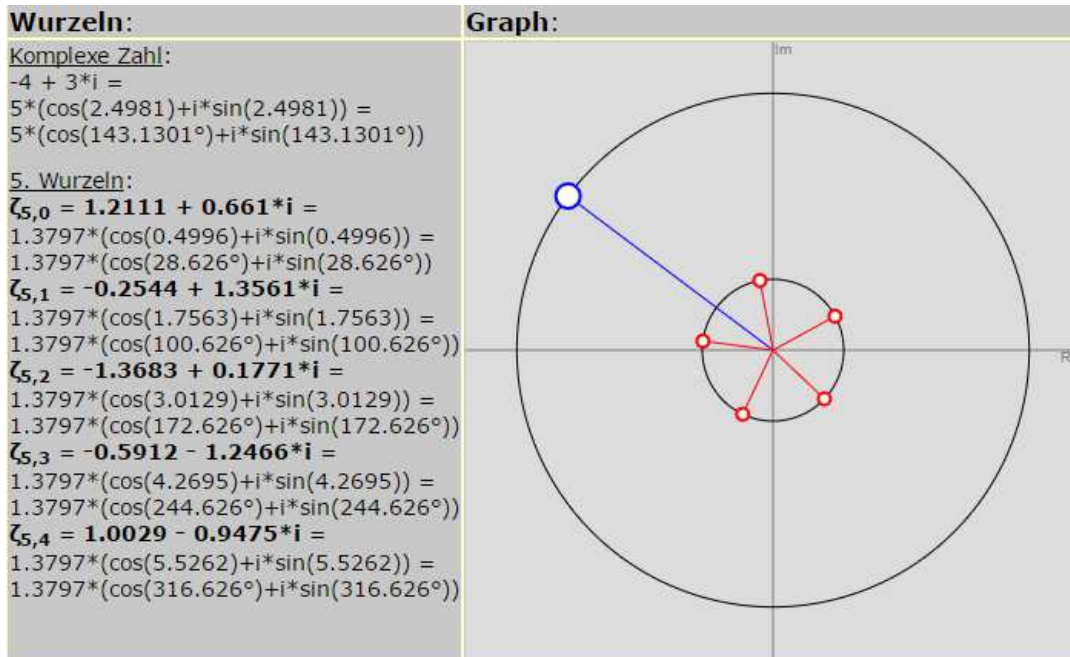 Wurzeln:
Komplexe Zahl:
-4 + 3*i =
5*(cos(2.4981)+i*sin(2.4981)) =
5*(cos(143.1301°)+i*sin(143.1301°))
5. Wurzeln:
ζ5,0 = 1.2111 + 0.661*i =
1.3797*(cos(0.4996)+i*sin(0.4996)) =
1.3797*(cos(28.626°)+i*sin(28.626°))
ζ5,1 = -0.2544 + 1.3561*i =
1.3797*(cos(1.7563)+i*sin(1.7563)) =
1.3797*(cos(100.626°)+i*sin(100.626°))
ζ5,2 = -1.3683 + 0.1771*i =
1.3797*(cos(3.0129)+i*sin(3.0129)) =
1.3797*(cos(172.626°)+i*sin(172.626°))
ζ5,3 = -0.5912 - 1.2466*i =
1.3797*(cos(4.2695)+i*sin(4.2695)) =
1.3797*(cos(244.626°)+i*sin(244.626°))
ζ5,4 = 1.0029 - 0.9475*i =
1.3797*(cos(5.5262)+i*sin(5.5262)) =
1.3797*(cos(316.626°)+i*sin(316.626°))
Graph:
Im
R